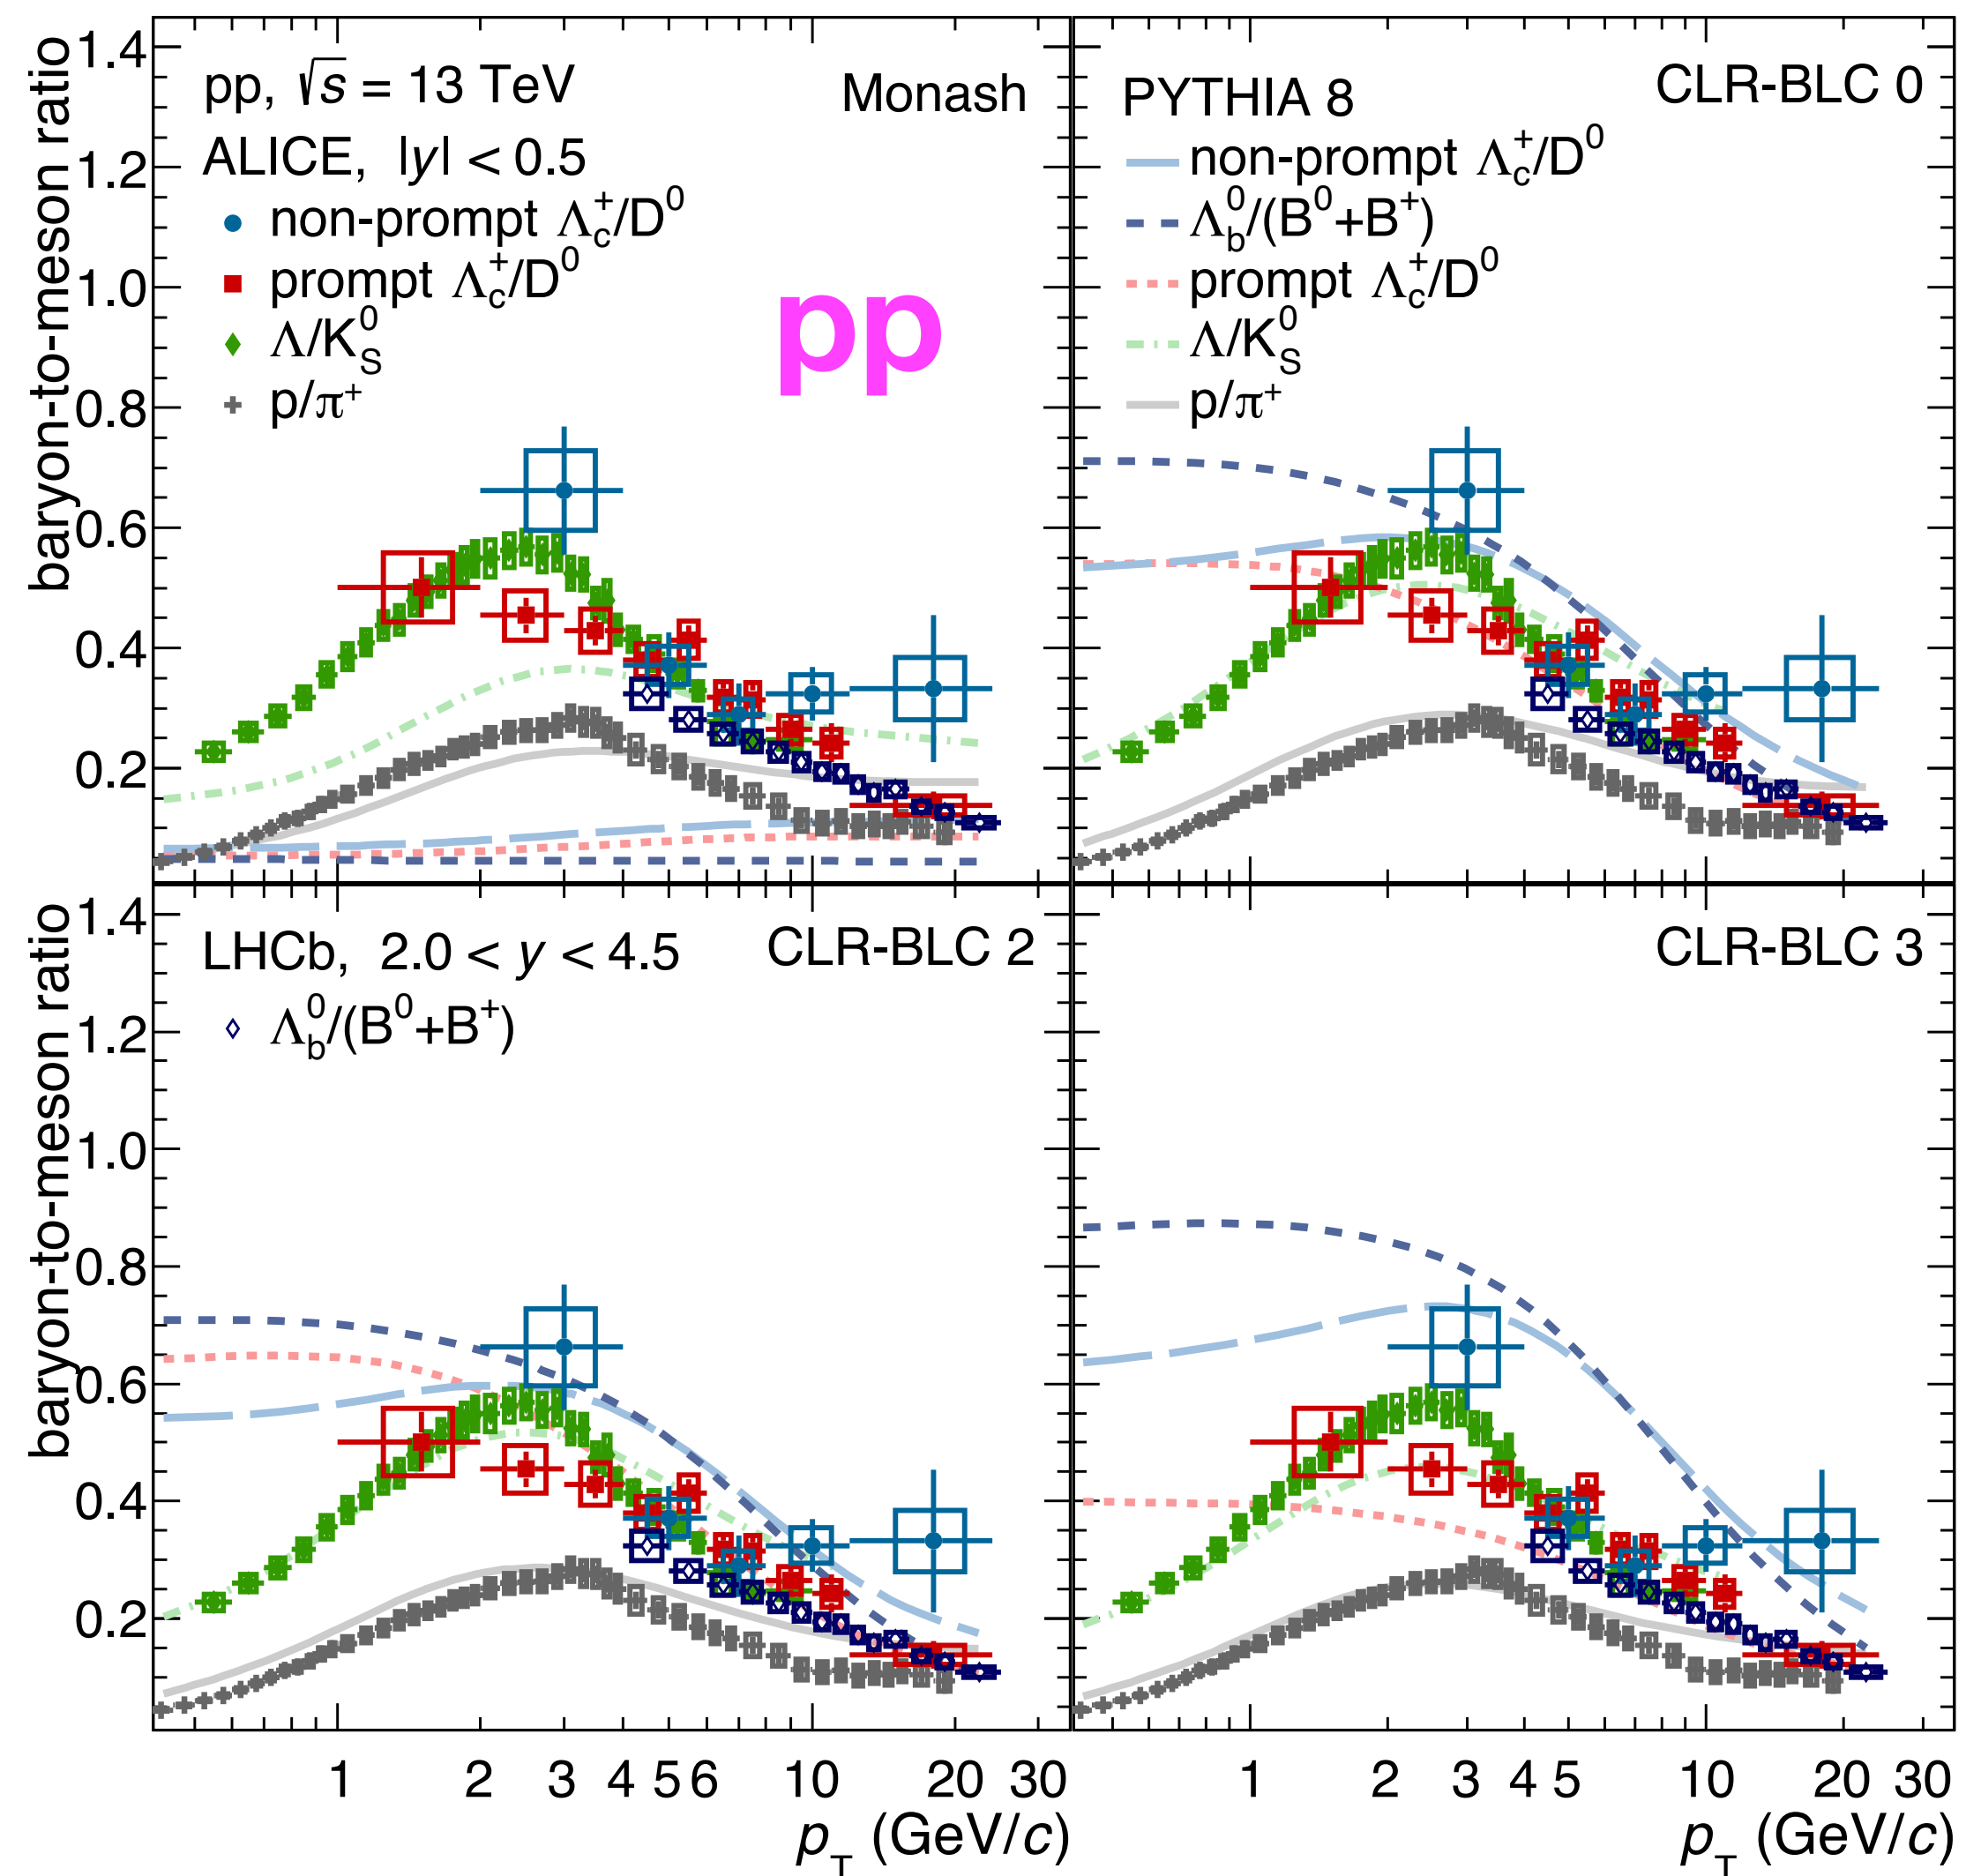 baryon-to-meson ratio
1.4
1.2
1.0
0.8
0.6
0.4
0.2
pp, √s = 13 TeV
Monash
ALICE, |y| < 0.5
non-prompt Λc+/D0
prompt Λc+/D0
Λ/K0S
p/π+
pp
PYTHIA 8
CLR-BLC 0
non-prompt Λc+/D0
Λb0/(B0+B+)
prompt Λc+/D0
Λ/K0S
p/π+
baryon-to-meson ratio
1.4
1.2
1.0
0.8
0.6
0.4
0.2
LHCb, 2.0 < y < 4.5
CLR-BLC 2
Λb0/(B0+B+)
CLR-BLC 3
1 2 3 4 5 6 10 20 30
pT (GeV/c)
1 2 3 4 5 10 20 30
pT (GeV/c)